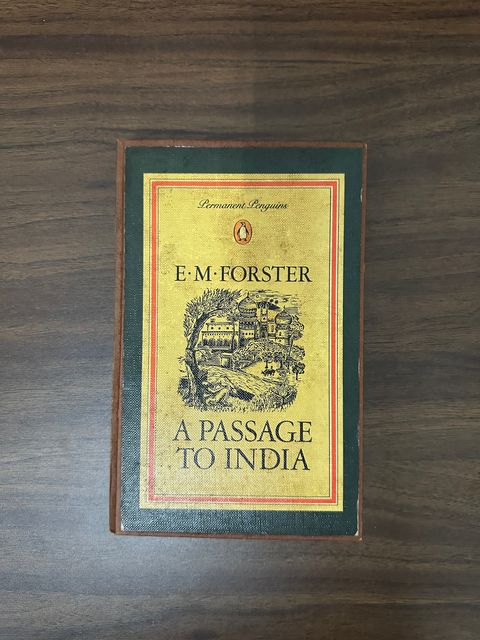 Permanent Penguins
E·M·FORSTER
A PASSAGE
TO INDIA